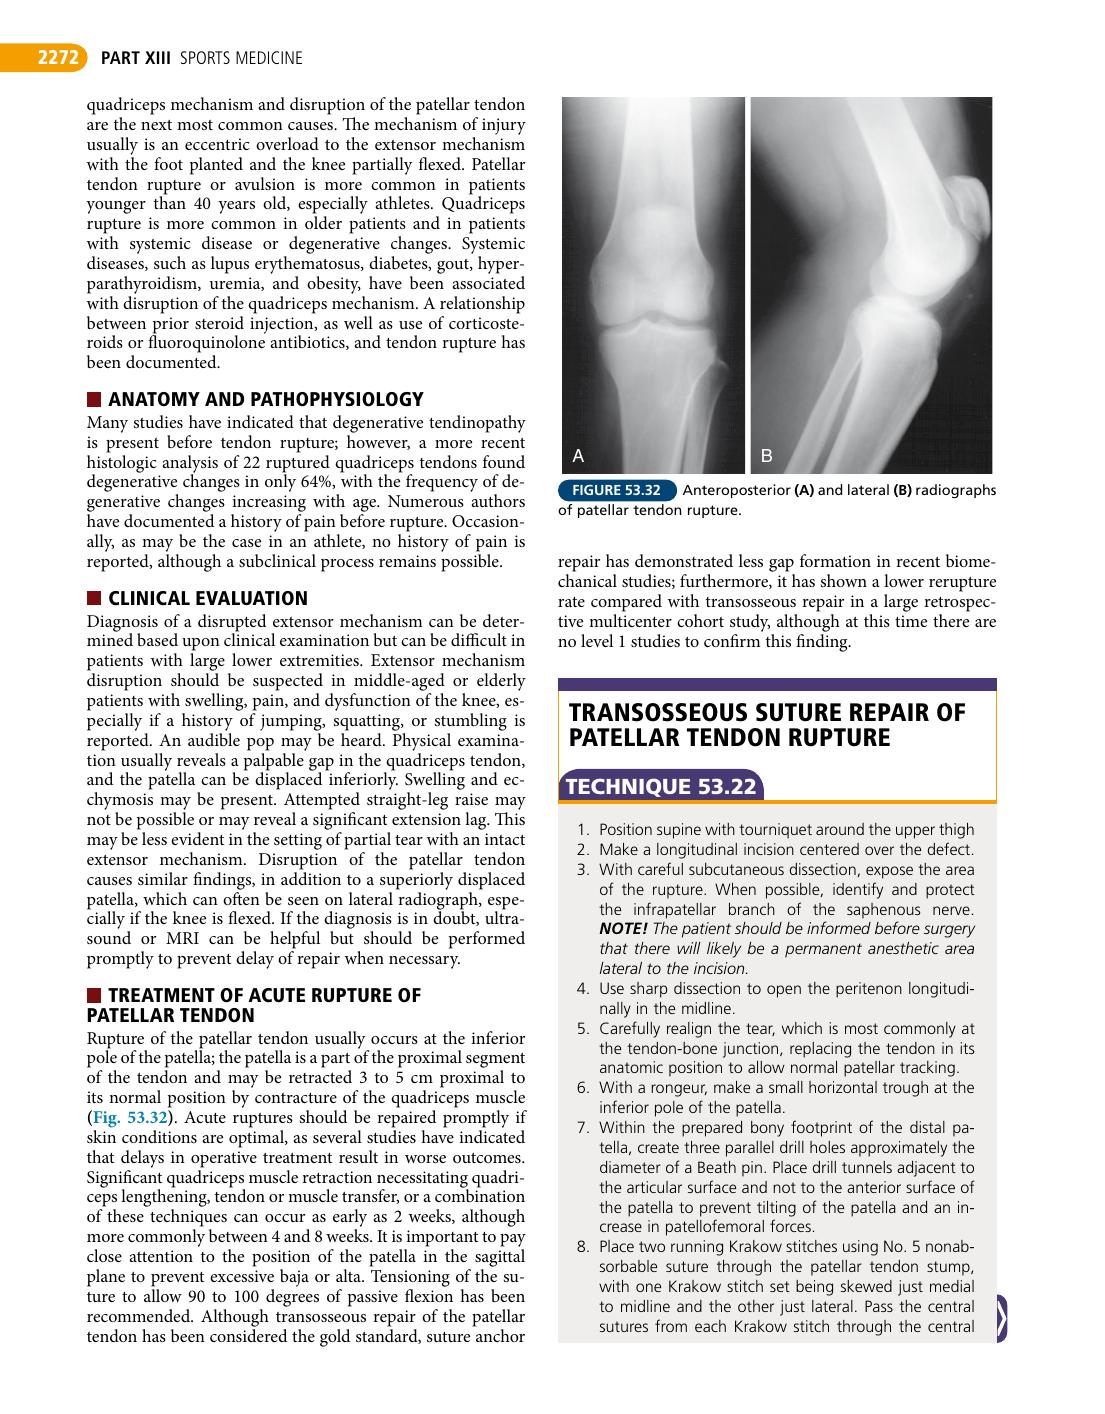 2272 PART XIII SPORTS MEDICINE
quadriceps mechanism and disruption of the patellar tendon
are the next most common causes. The mechanism of injury
usually is an eccentric overload to the extensor mechanism
with the foot planted and the knee partially flexed. Patellar
tendon rupture or avulsion is more common in patients
younger than 40 years old, especially athletes. Quadriceps
rupture is more common in older patients and in patients
with systemic disease or degenerative changes. Systemic
diseases, such as lupus erythematosus, diabetes, gout, hyper-
parathyroidism, uremia, and obesity, have been associated
with disruption of the quadriceps mechanism. A relationship
between prior steroid injection, as well as use of corticoste-
roids or fluoroquinolone antibiotics, and tendon rupture has
been documented.
ANATOMY AND PATHOPHYSIOLOGY
Many studies have indicated that degenerative tendinopathy
is present before tendon rupture; however, a more recent
histologic analysis of 22 ruptured quadriceps tendons found
degenerative changes in only 64%, with the frequency of de-
generative changes increasing with age. Numerous authors
have documented a history of pain before rupture. Occasion-
ally, as may be the case in an athlete, no history of pain is
reported, although a subclinical process remains possible.
CLINICAL EVALUATION
Diagnosis of a disrupted extensor mechanism can be deter-
mined based upon clinical examination but can be difficult in
patients with large lower extremities. Extensor mechanism
disruption should be suspected in middle-aged or elderly
patients with swelling, pain, and dysfunction of the knee, es-
pecially if a history of jumping, squatting, or stumbling is
reported. An audible pop may be heard. Physical examina-
tion usually reveals a palpable gap in the quadriceps tendon,
and the patella can be displaced inferiorly. Swelling and ec-
chymosis may be present. Attempted straight-leg raise may
not be possible or may reveal a significant extension lag. This
may be less evident in the setting of partial tear with an intact
extensor mechanism. Disruption of the patellar tendon
causes similar findings, in addition to a superiorly displaced
patella, which can often be seen on lateral radiograph, espe-
cially if the knee is flexed. If the diagnosis is in doubt, ultra-
sound or MRI can be helpful but should be performed
promptly to prevent delay of repair when necessary.
TREATMENT OF ACUTE RUPTURE OF
PATELLAR TENDON
Rupture of the patellar tendon usually occurs at the inferior
pole of the patella; the patella is a part of the proximal segment
of the tendon and may be retracted 3 to 5 cm proximal to
its normal position by contracture of the quadriceps muscle
(Fig. 53.32). Acute ruptures should be repaired promptly if
skin conditions are optimal, as several studies have indicated
that delays in operative treatment result in worse outcomes.
Significant quadriceps muscle retraction necessitating quadri-
ceps lengthening, tendon or muscle transfer, or a combination
of these techniques can occur as early as 2 weeks, although
more commonly between 4 and 8 weeks. It is important to pay
close attention to the position of the patella in the sagittal
plane to prevent excessive baja or alta. Tensioning of the su-
ture to allow 90 to 100 degrees of passive flexion has been
recommended. Although transosseous repair of the patellar
tendon has been considered the gold standard, suture anchor
A
B
FIGURE 53.32 Anteroposterior (A) and lateral (B) radiographs
of patellar tendon rupture.
repair has demonstrated less gap formation in recent biome-
chanical studies; furthermore, it has shown a lower rerupture
rate compared with transosseous repair in a large retrospec-
tive multicenter cohort study, although at this time there are
no level 1 studies to confirm this finding.
TRANSOSSEOUS SUTURE REPAIR OF
PATELLAR TENDON RUPTURE
TECHNIQUE 53.22
1. Position supine with tourniquet around the upper thigh
2. Make a longitudinal incision centered over the defect.
3. With careful subcutaneous dissection, expose the area
of the rupture. When possible, identify and protect
the infrapatellar branch of the saphenous nerve.
NOTE! The patient should be informed before surgery
that there will likely be a permanent anesthetic area
lateral to the incision.
4. Use sharp dissection to open the peritenon longitudi-
nally in the midline.
5. Carefully realign the tear, which is most commonly at
the tendon-bone junction, replacing the tendon in its
anatomic position to allow normal patellar tracking.
6. With a rongeur, make a small horizontal trough at the
inferior pole of the patella.
7. Within the prepared bony footprint of the distal pa-
tella, create three parallel drill holes approximately the
diameter of a Beath pin. Place drill tunnels adjacent to
the articular surface and not to the anterior surface of
the patella to prevent tilting of the patella and an in-
crease in patellofemoral forces.
8. Place two running Krakow stitches using No. 5 nonab-
sorbable suture through the patellar tendon stump,
with one Krakow stitch set being skewed just medial
to midline and the other just lateral. Pass the central
sutures from each Krakow stitch through the central